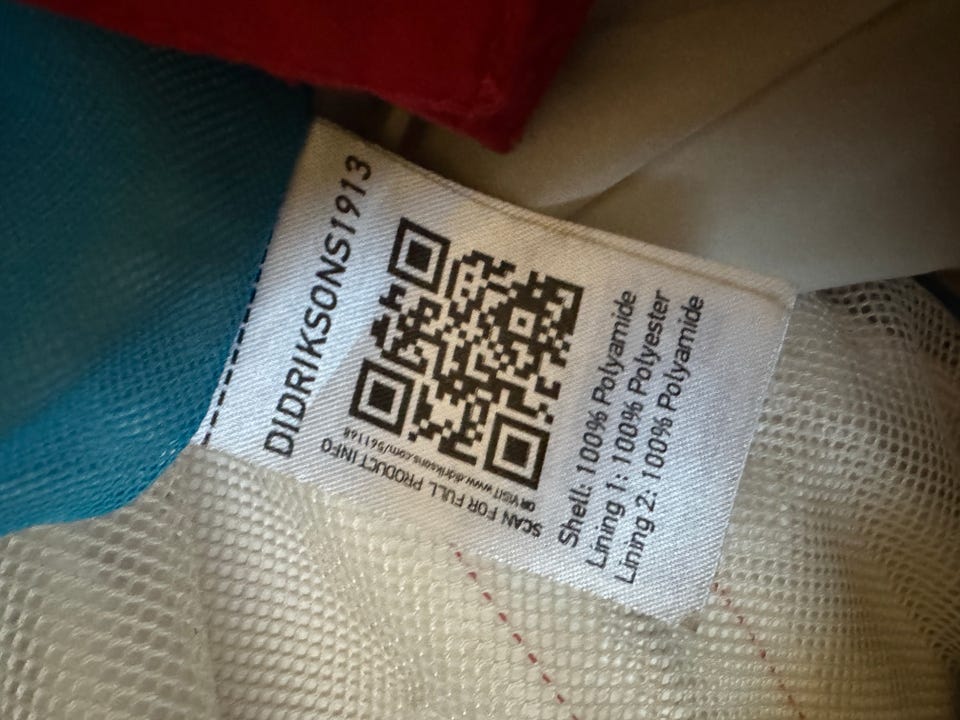 DIDRIKSONS1913
SCAN FOR FULL PRODUCT INFO
OR VISIT www.didriksons.com/561168
Shell: 100% Polyamide
Lining 1: 100% Polyester
Lining 2: 100% Polyamide